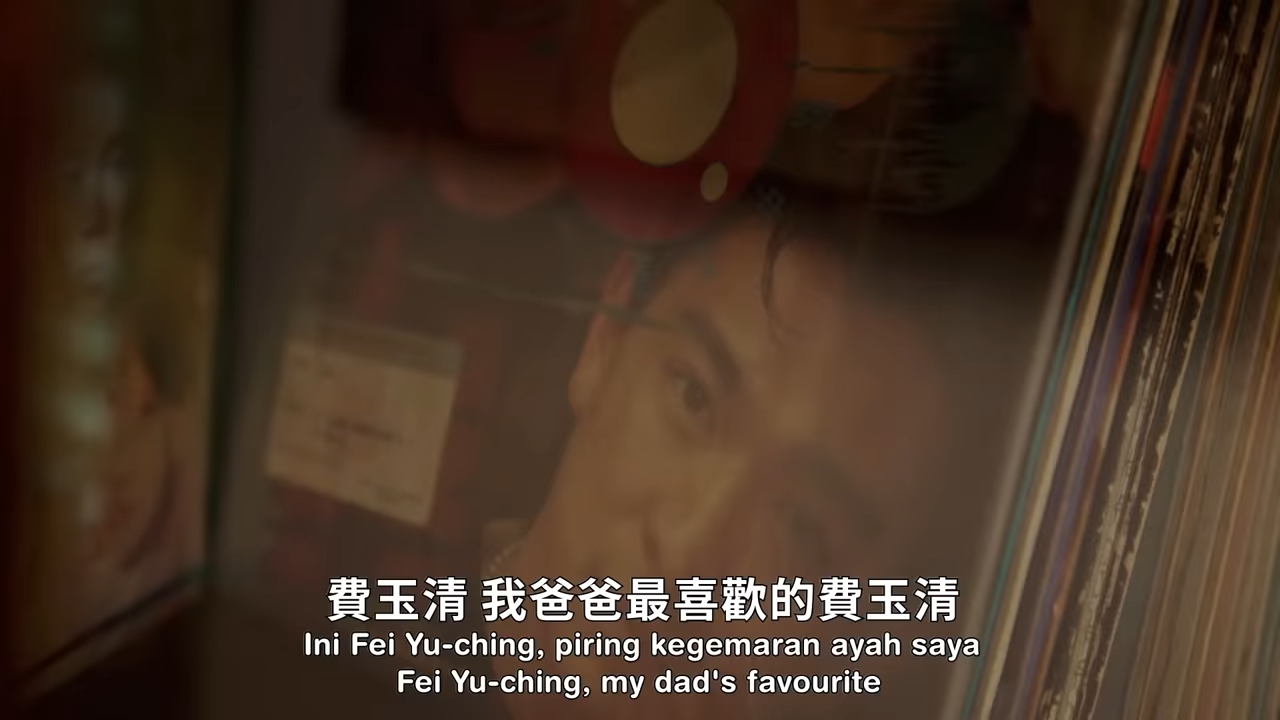 費玉清 我爸爸最喜歡的費玉清
Ini Fei Yu-ching, piring kegemaran ayah saya
Fei Yu-ching, my dad's favourite